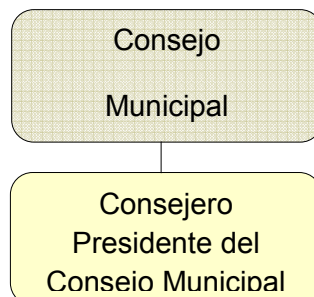 Consejo
Municipal
Consejero
Presidente del
Consejo Municipal